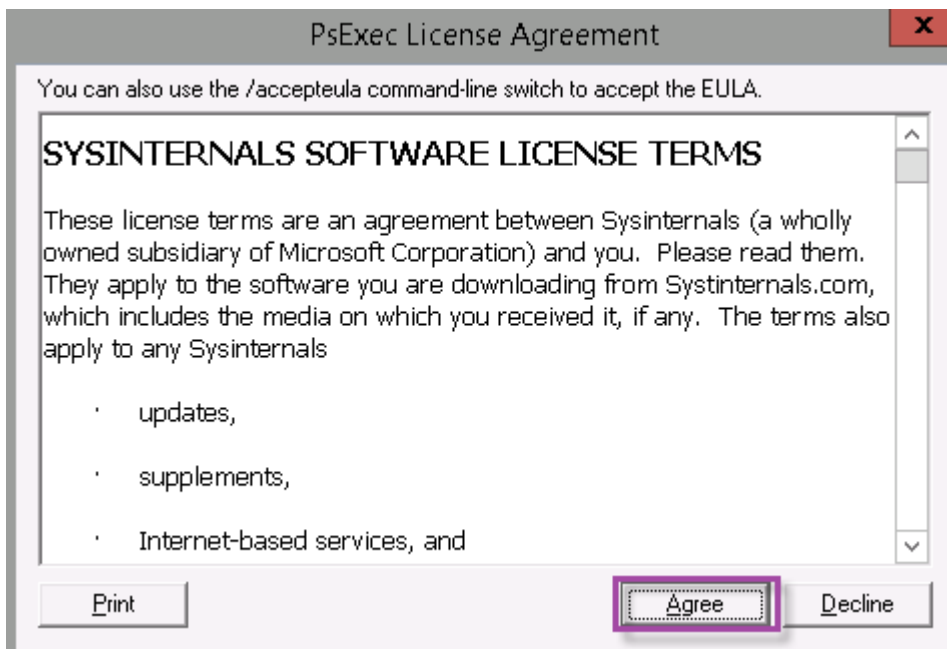 PsExec License Agreement
x
You can also use the /accepteula command-line switch to accept the EULA.
SYSINTERNALS SOFTWARE LICENSE TERMS
These license terms are an agreement between Sysinternals (a wholly
owned subsidiary of Microsoft Corporation) and you.  Please read them.
They apply to the software you are downloading from Systinternals.com,
which includes the media on which you received it, if any.  The terms also
apply to any Sysinternals
· updates,
· supplements,
· Internet-based services, and
Print Agree Decline